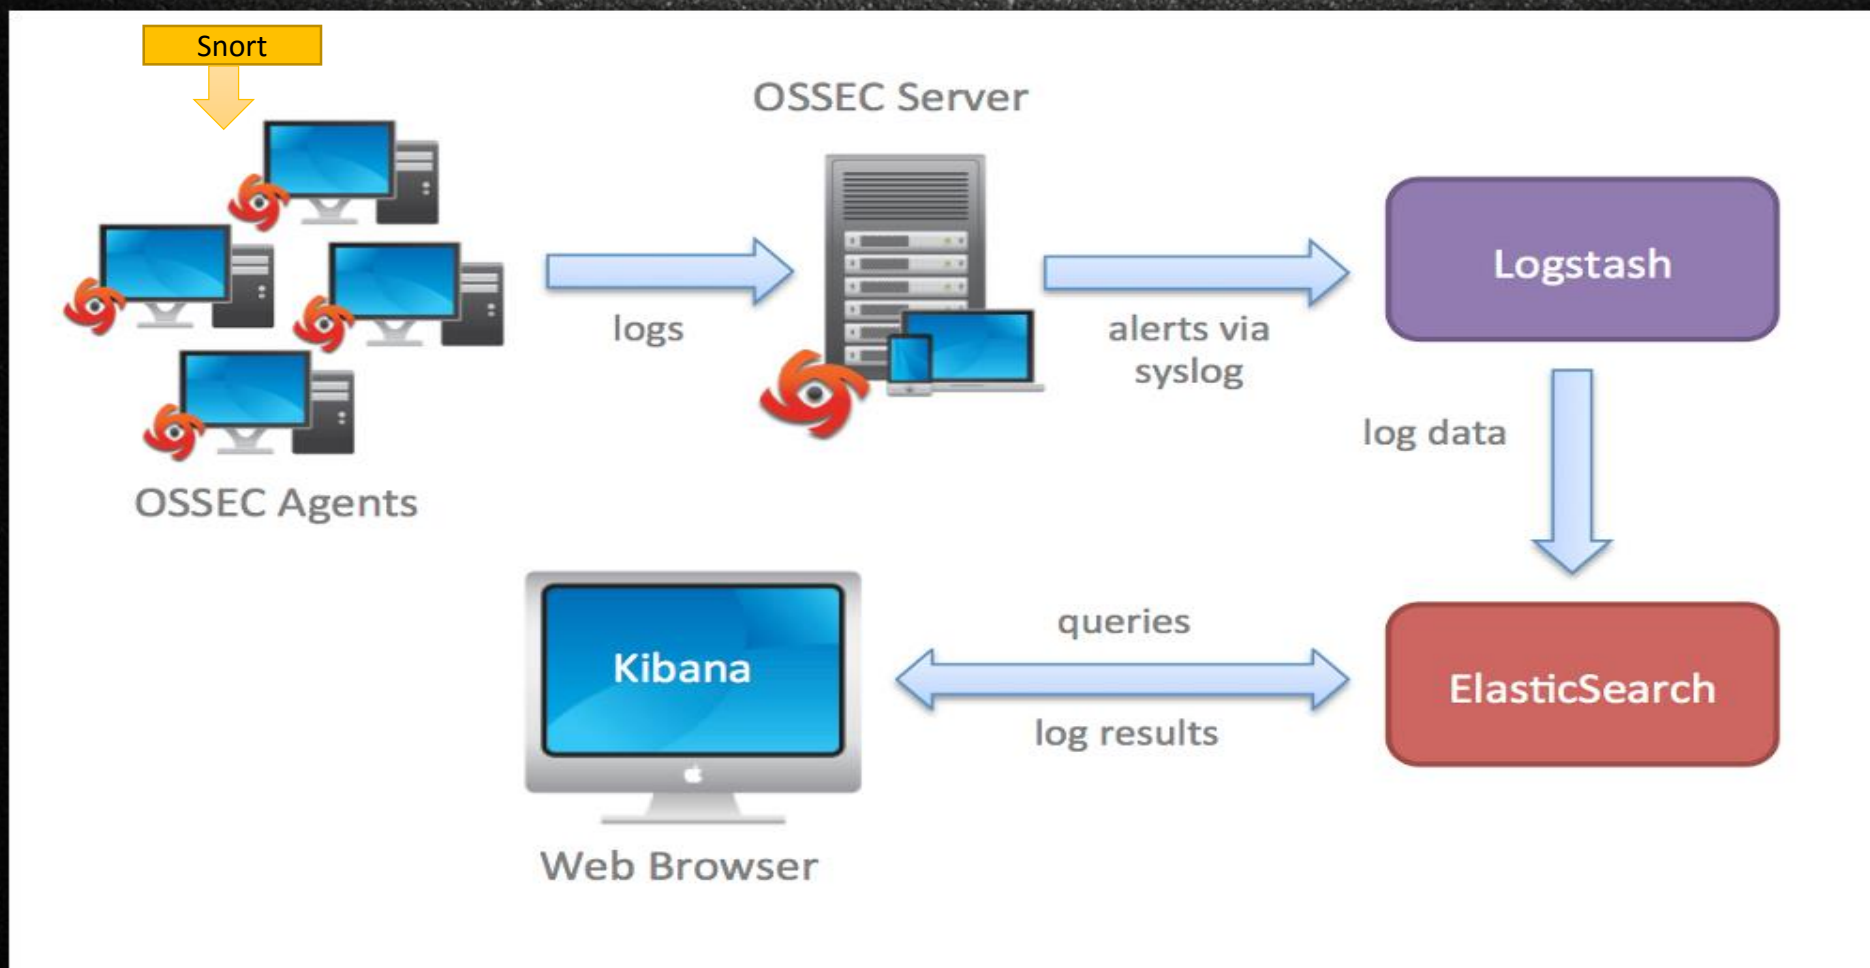 Snort
OSSEC Server
Logstash
logs
alerts via
syslog
log data
OSSEC Agents
queries
Kibana
ElasticSearch
log results
Web Browser